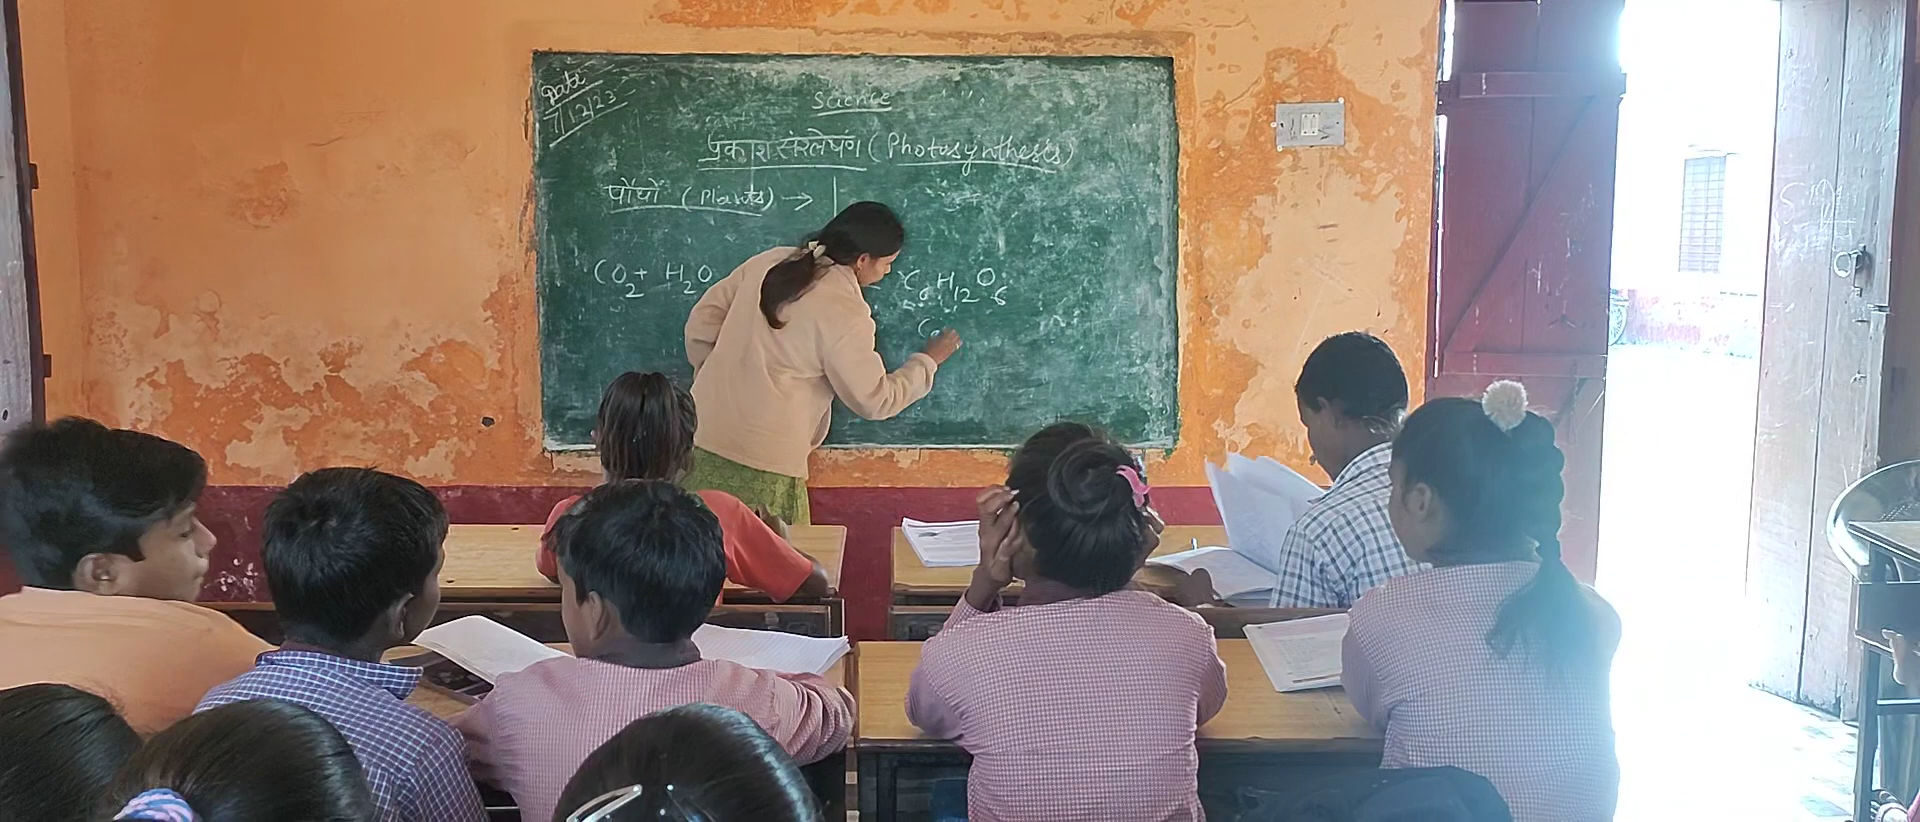 Date
7/12/23
Science
प्रकाश संश्लेषण (Photosynthesis)
पौधों (Plants) →
CO2 + H2O C6H12O6